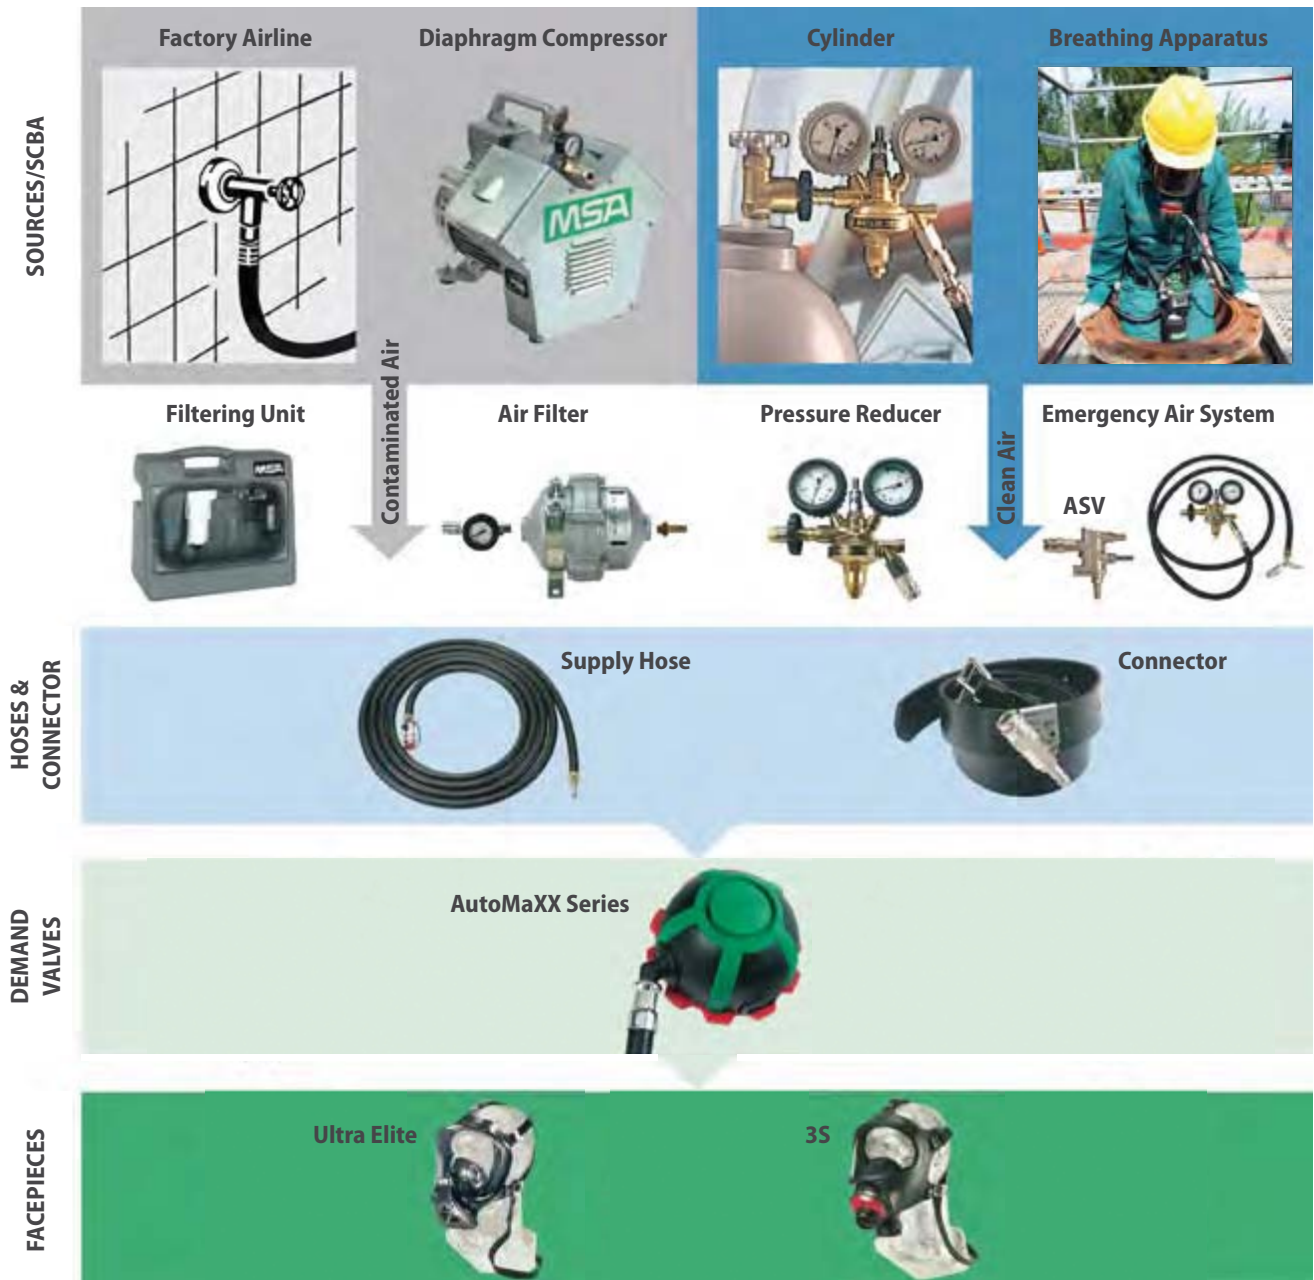 Factory Airline
Diaphragm Compressor
Cylinder
Breathing Apparatus
SOURCES/SCBA
MSA
Contaminated Air
Clean Air
Filtering Unit
Air Filter
Pressure Reducer
Emergency Air System
MSA
ASV
HOSES &
CONNECTOR
Supply Hose
Connector
DEMAND
VALVES
AutoMaXX Series
FACEPIECES
Ultra Elite
3S